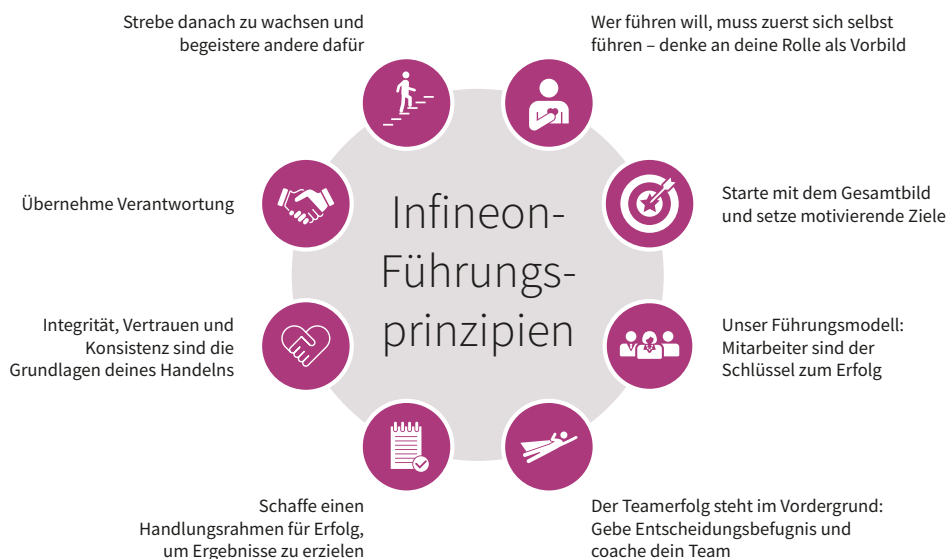 Strebe danach zu wachsen und
begeistere andere dafür
Wer führen will, muss zuerst sich selbst
führen – denke an deine Rolle als Vorbild
Übernehme Verantwortung
Infineon-
Führungs-
prinzipien
Starte mit dem Gesamtbild
und setze motivierende Ziele
Integrität, Vertrauen und
Konsistenz sind die
Grundlagen deines Handelns
Unser Führungsmodell:
Mitarbeiter sind der
Schlüssel zum Erfolg
Schaffe einen
Handlungsrahmen für Erfolg,
um Ergebnisse zu erzielen
Der Teamerfolg steht im Vordergrund:
Gebe Entscheidungsbefugnis und
coache dein Team